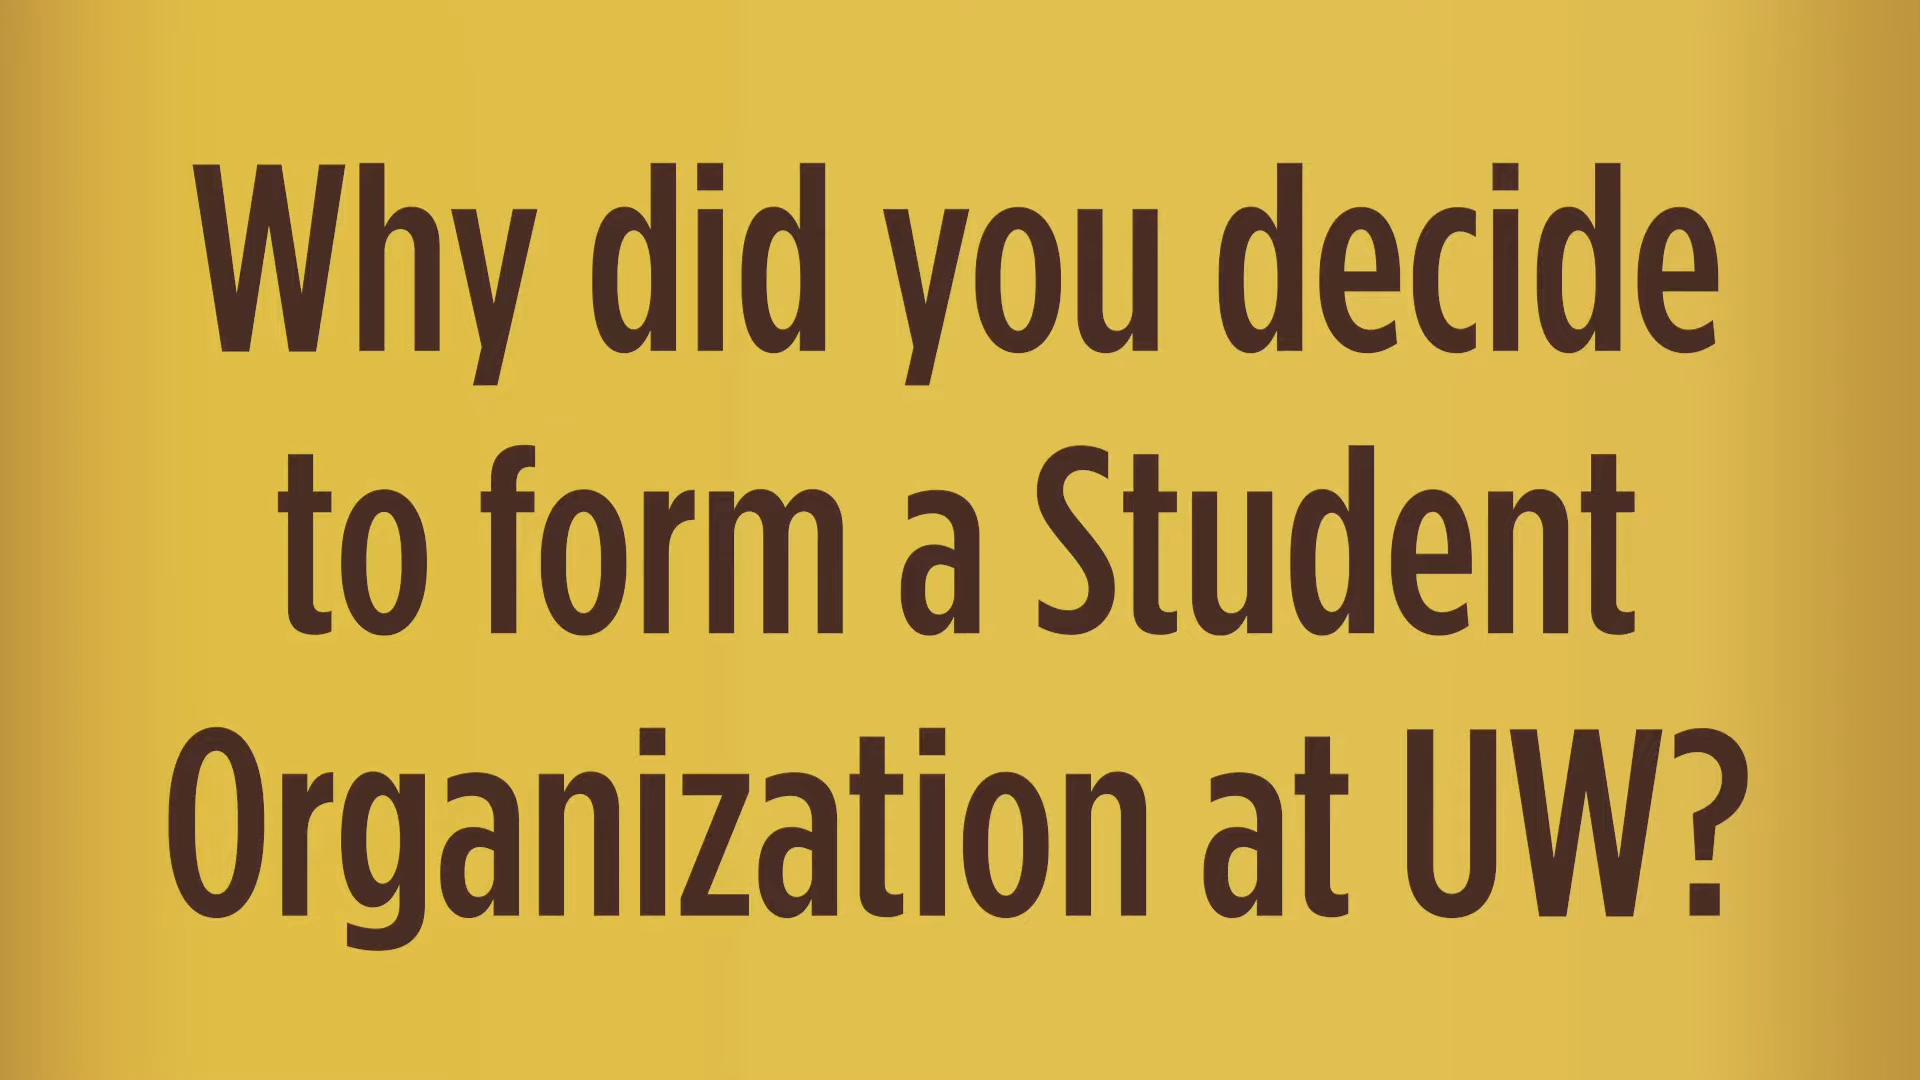 Why did you decide
to form a Student
Organization at UW?